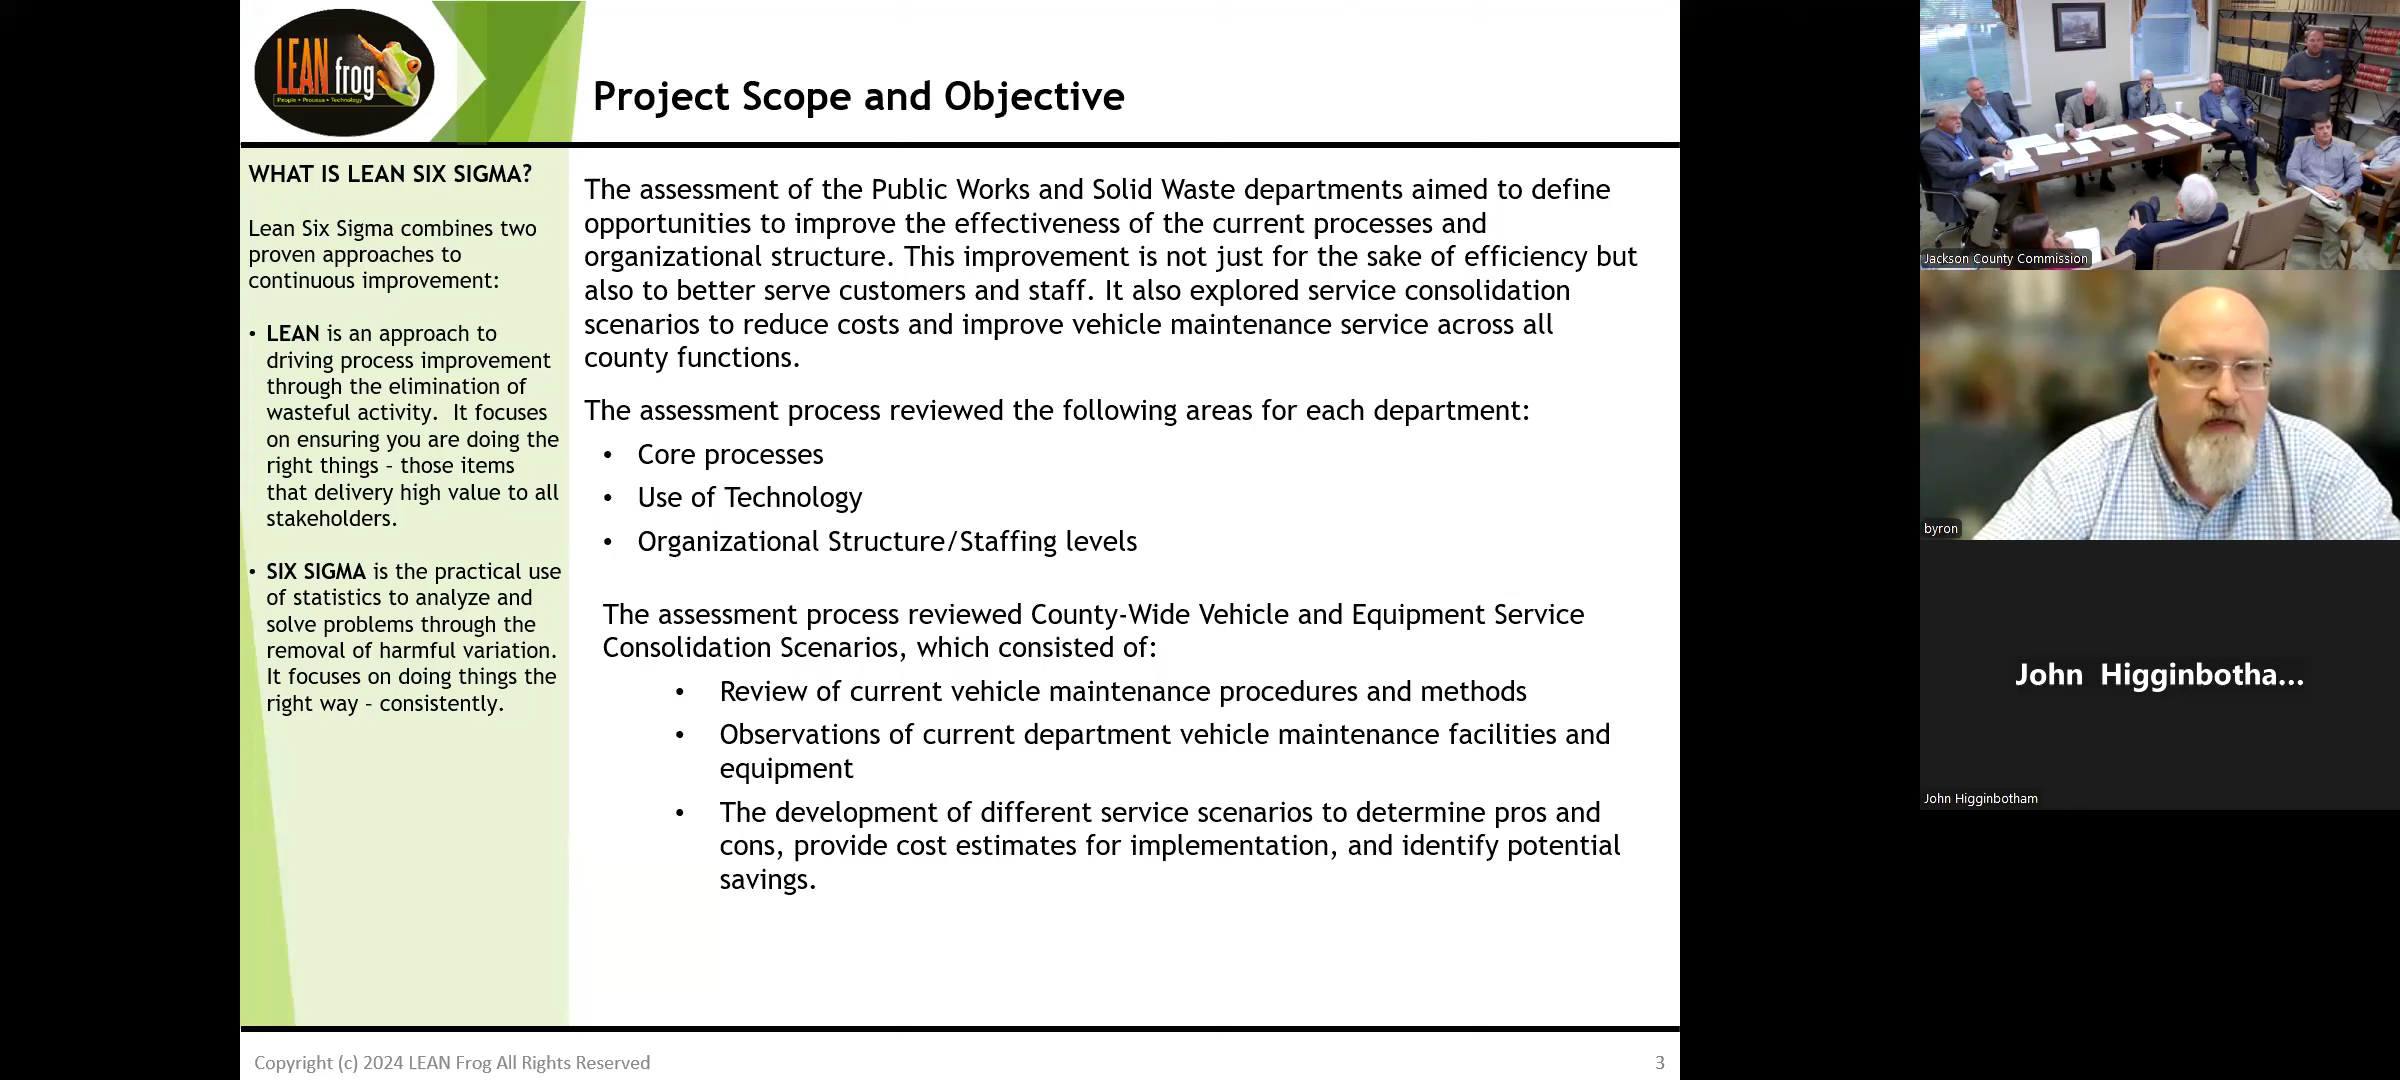 LEAN frog
People • Process • Technology
Project Scope and Objective
WHAT IS LEAN SIX SIGMA?
Lean Six Sigma combines two
proven approaches to
continuous improvement:
• LEAN is an approach to
driving process improvement
through the elimination of
wasteful activity.  It focuses
on ensuring you are doing the
right things – those items
that delivery high value to all
stakeholders.
• SIX SIGMA is the practical use
of statistics to analyze and
solve problems through the
removal of harmful variation.
It focuses on doing things the
right way – consistently.
The assessment of the Public Works and Solid Waste departments aimed to define
opportunities to improve the effectiveness of the current processes and
organizational structure. This improvement is not just for the sake of efficiency but
also to better serve customers and staff. It also explored service consolidation
scenarios to reduce costs and improve vehicle maintenance service across all
county functions.
The assessment process reviewed the following areas for each department:
• Core processes
• Use of Technology
• Organizational Structure/Staffing levels
The assessment process reviewed County-Wide Vehicle and Equipment Service
Consolidation Scenarios, which consisted of:
• Review of current vehicle maintenance procedures and methods
• Observations of current department vehicle maintenance facilities and
equipment
• The development of different service scenarios to determine pros and
cons, provide cost estimates for implementation, and identify potential
savings.
Copyright (c) 2024 LEAN Frog All Rights Reserved
3
Jackson County Commission
byron
John Higginbotha...
John Higginbotham